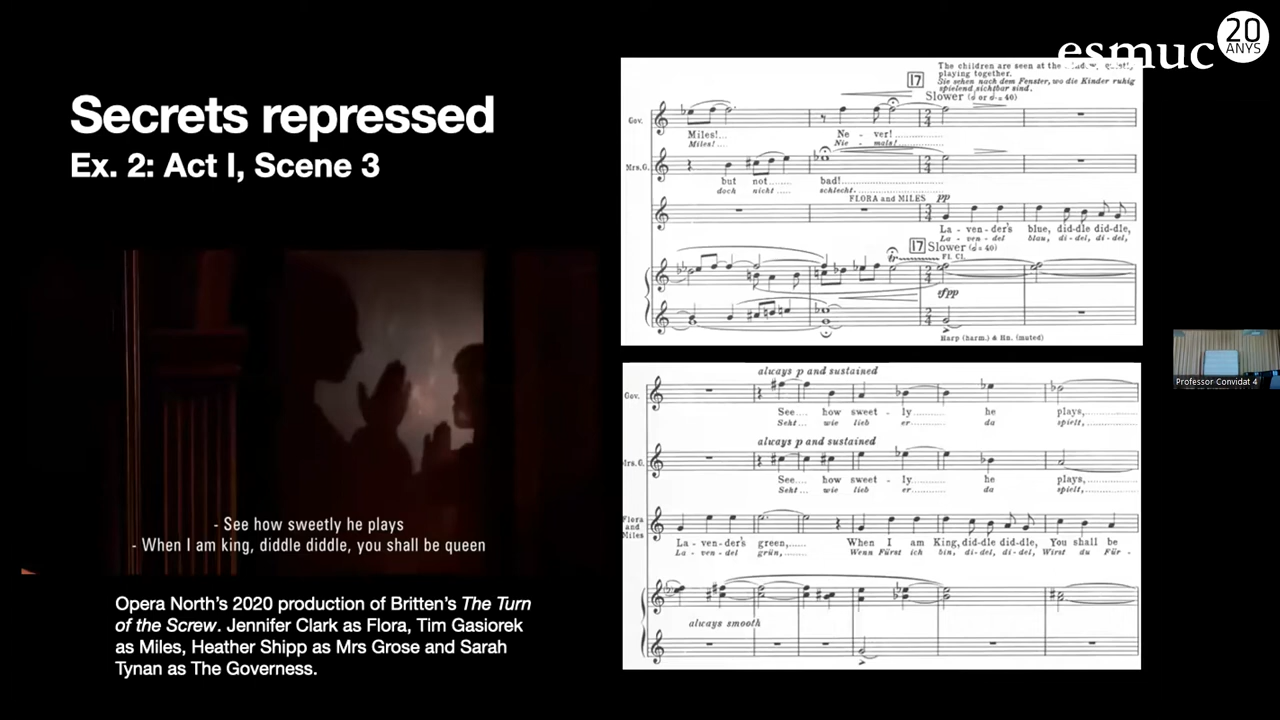 esmuc
20
ANYS
Secrets repressed
Ex. 2: Act I, Scene 3
- See how sweetly he plays
- When I am king, diddle diddle, you shall be queen
Opera North's 2020 production of Britten's The Turn
of the Screw. Jennifer Clark as Flora, Tim Gasiorek
as Miles, Heather Shipp as Mrs Grose and Sarah
Tynan as The Governess.
17
The children are seen at the
playing together.
Sie sehen nach dem Fenster, wo die Kinder ruhig
spielend sichtbar sind.
Slower
= 40)
Gov.
Miles!... Ne - ver!
Miles!... Nie - mals!
Mrs.G.
but not bad!
doch nicht schlecht.
FLORA and MILES pp
La - ven - der's blue, did-dle did-dle,
La - ven - del blau, di-del, di-del,
17 Slower = 40)
Fl. Cl.
sfpp
Harp (harm.) & Hn. (muted)
always p and sustained
Gov.
See.... how sweet - ly he plays,
Seht... wie lieb er da spielt,
always p and sustained
Mrs.G.
See.... how sweet - ly he plays,
Seht... wie lieb er da spielt,
Flora
and
Miles
La - ven-der's green, When I am King, did-dle did-dle, You shall be
La - ven - del grün, Wenn Fürst ich bin, di-del, di-del, Wirst du Für -
always smooth
Professor Convidat 4